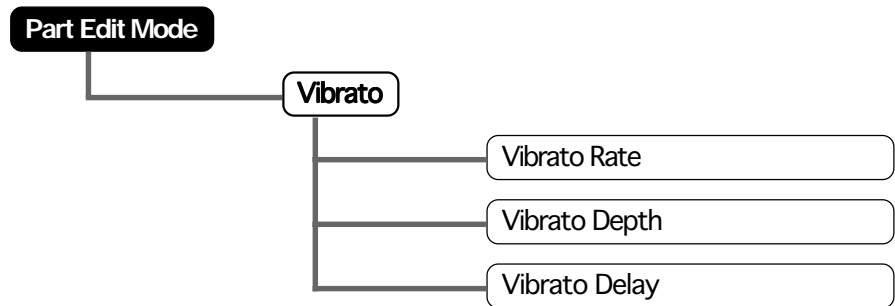 Part Edit Mode
Vibrato
Vibrato Rate
Vibrato Depth
Vibrato Delay